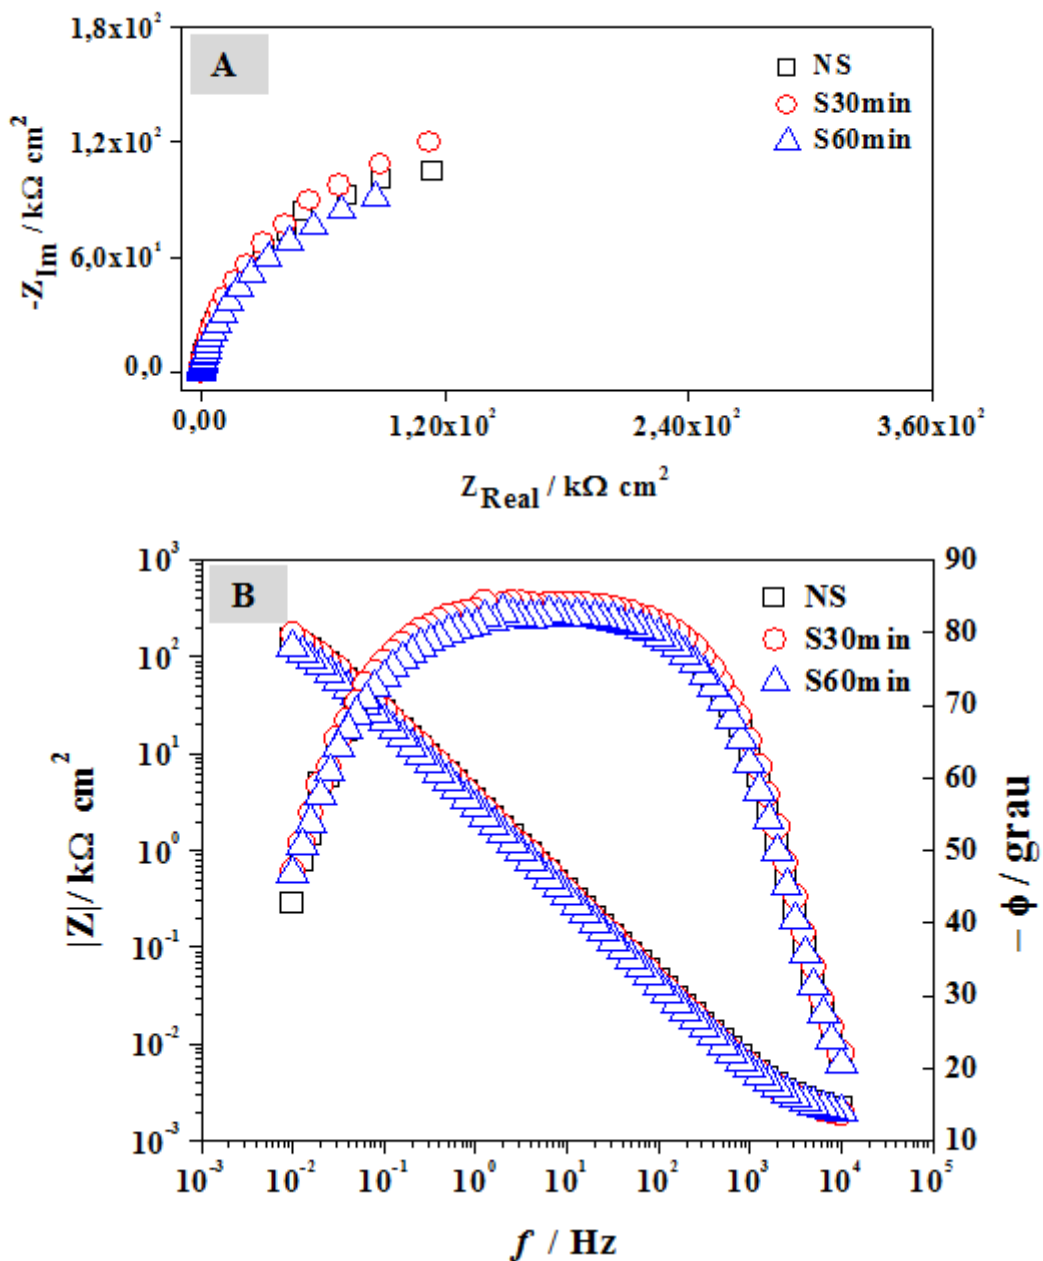 A
NS
S30min
S60min
1,8x10²
1,2x10²
6,0x10¹
0,0
-Z_Im / kΩ cm²
0,00
1,20x10²
2,40x10²
3,60x10²
Z_Real / kΩ cm²
B
NS
S30min
S60min
10³
10²
10¹
10⁰
10⁻¹
10⁻²
10⁻³
|Z|/ kΩ cm²
90
80
70
60
50
40
30
20
10
− ϕ / grau
10⁻³
10⁻²
10⁻¹
10⁰
10¹
10²
10³
10⁴
10⁵
f / Hz